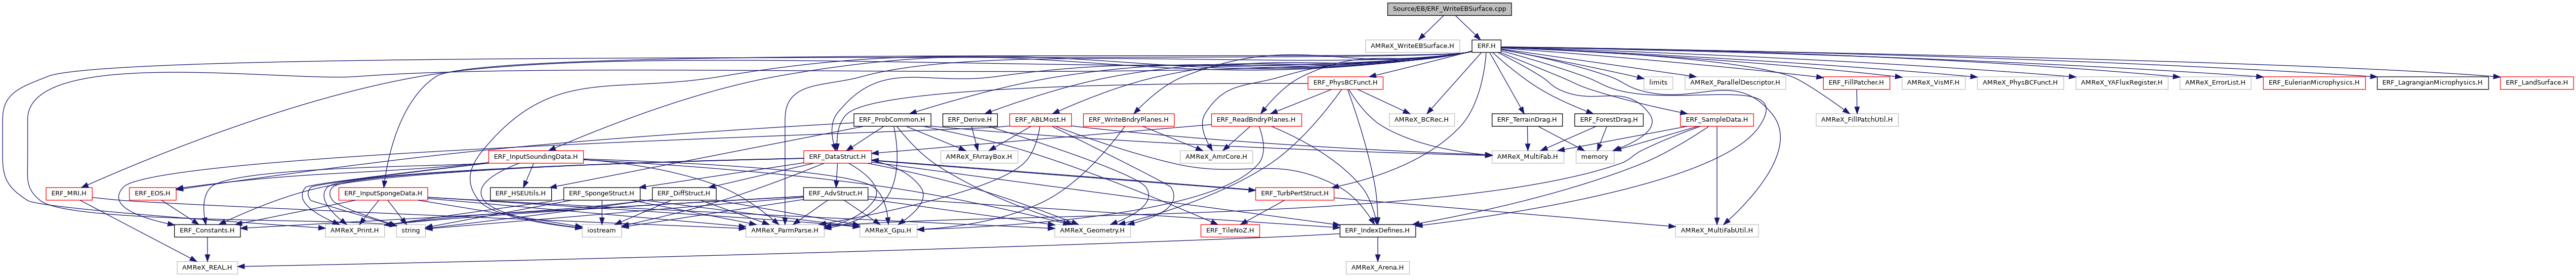 Source/EB/ERF_WriteEBSurface.cpp
AMReX_WriteEBSurface.H
ERF.H
ERF_PhysBCFunct.H
limits
AMReX_ParallelDescriptor.H
ERF_FillPatcher.H
AMReX_VisMF.H
AMReX_PhysBCFunct.H
AMReX_YAFluxRegister.H
AMReX_ErrorList.H
ERF_EulerianMicrophysics.H
ERF_LagrangianMicrophysics.H
ERF_LandSurface.H
ERF_ProbCommon.H
ERF_Derive.H
ERF_ABLMost.H
ERF_WriteBndryPlanes.H
ERF_ReadBndryPlanes.H
AMReX_BCRec.H
ERF_TerrainDrag.H
ERF_ForestDrag.H
ERF_SampleData.H
AMReX_FillPatchUtil.H
ERF_InputSoundingData.H
ERF_DataStruct.H
AMReX_FArrayBox.H
AMReX_AmrCore.H
AMReX_MultiFab.H
memory
ERF_MRI.H
ERF_EOS.H
ERF_InputSpongeData.H
ERF_HSEUtils.H
ERF_SpongeStruct.H
ERF_DiffStruct.H
ERF_AdvStruct.H
ERF_TurbPertStruct.H
ERF_Constants.H
AMReX_Print.H
string
iostream
AMReX_ParmParse.H
AMReX_Gpu.H
AMReX_Geometry.H
ERF_TileNoZ.H
ERF_IndexDefines.H
AMReX_MultiFabUtil.H
AMReX_REAL.H
AMReX_Arena.H